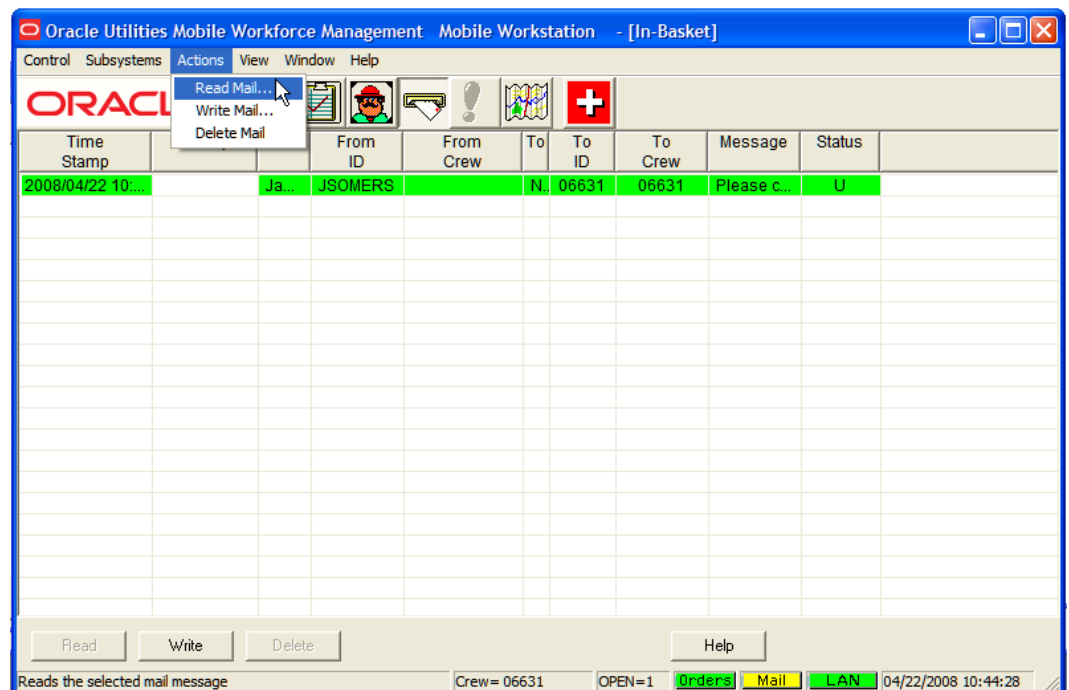 Oracle Utilities Mobile Workforce Management Mobile Workstation - [In-Basket]
Control Subsystems Actions View Window Help
Read Mail...
Write Mail...
Delete Mail
ORACL
Time Stamp From ID From Crew To To ID To Crew Message Status
2008/04/22 10:... Ja... JSOMERS N.. 06631 06631 Please c... U
Read Write Delete Help
Reads the selected mail message Crew= 06631 OPEN=1 Orders Mail LAN 04/22/2008 10:44:28